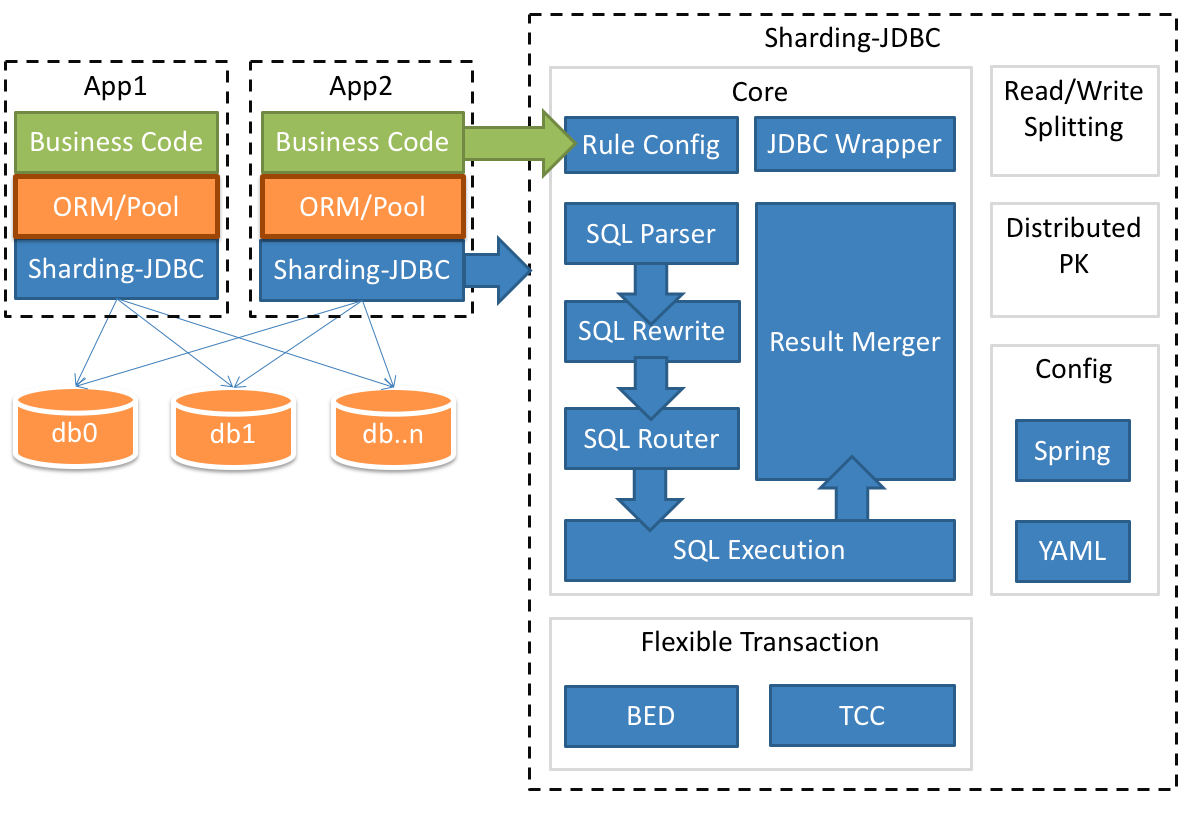 App1
Business Code
ORM/Pool
Sharding-JDBC
App2
Business Code
ORM/Pool
Sharding-JDBC
db0
db1
db..n
Sharding-JDBC
Core
Rule Config
JDBC Wrapper
SQL Parser
SQL Rewrite
SQL Router
Result Merger
SQL Execution
Flexible Transaction
BED
TCC
Read/Write
Splitting
Distributed
PK
Config
Spring
YAML